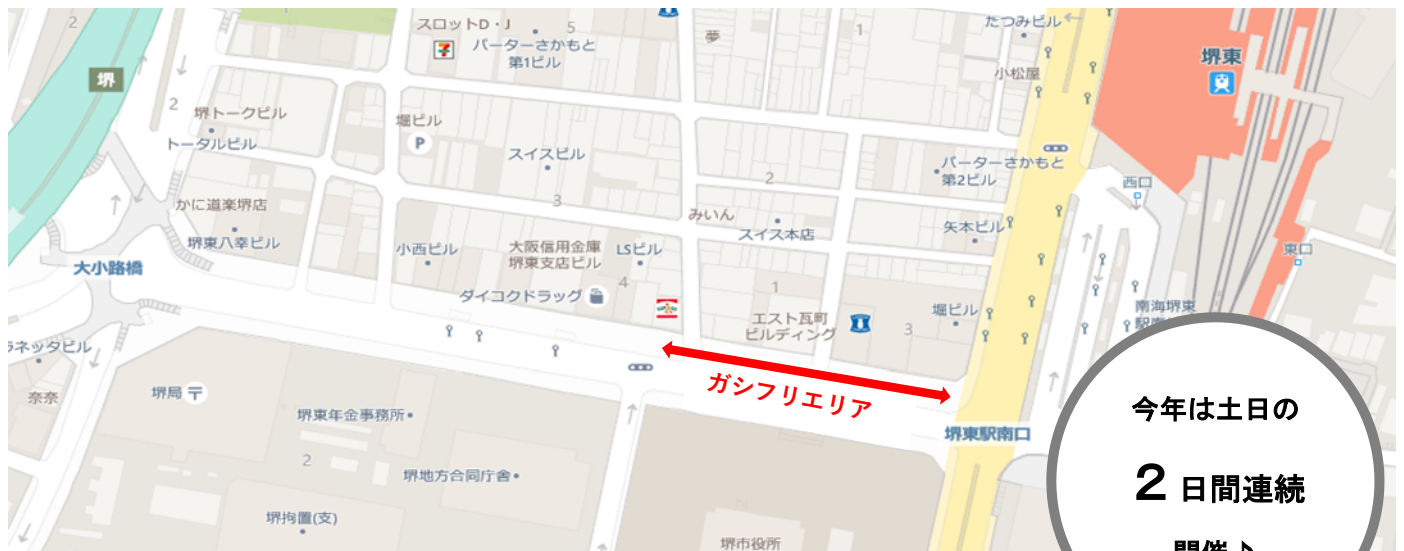 スロットD・J
5
パーターさかもと
第1ビル
夢
1
たつみビル
堺東
小松屋
2
堺
2
堺トークビル
トータルビル
堀ビル
P
スイスビル
3
2
パーターさかもと
第2ビル
西口
かに道楽堺店
堺東八幸ビル
みいん
スイス本店
矢本ビル
東口
大小路橋
小西ビル
大阪信用金庫
堺東支店ビル
LSビル
4
ダイコクドラッグ
1
エスト瓦町
ビルディング
3
堀ビル
南海堺東
ラネッタビル
奈奈
堺局
ガシフリエリア
堺東年金事務所
2
堺地方合同庁舎
堺拘置(支)
堺市役所
堺東駅南口
今年は土日の
2日間連続
開催♪